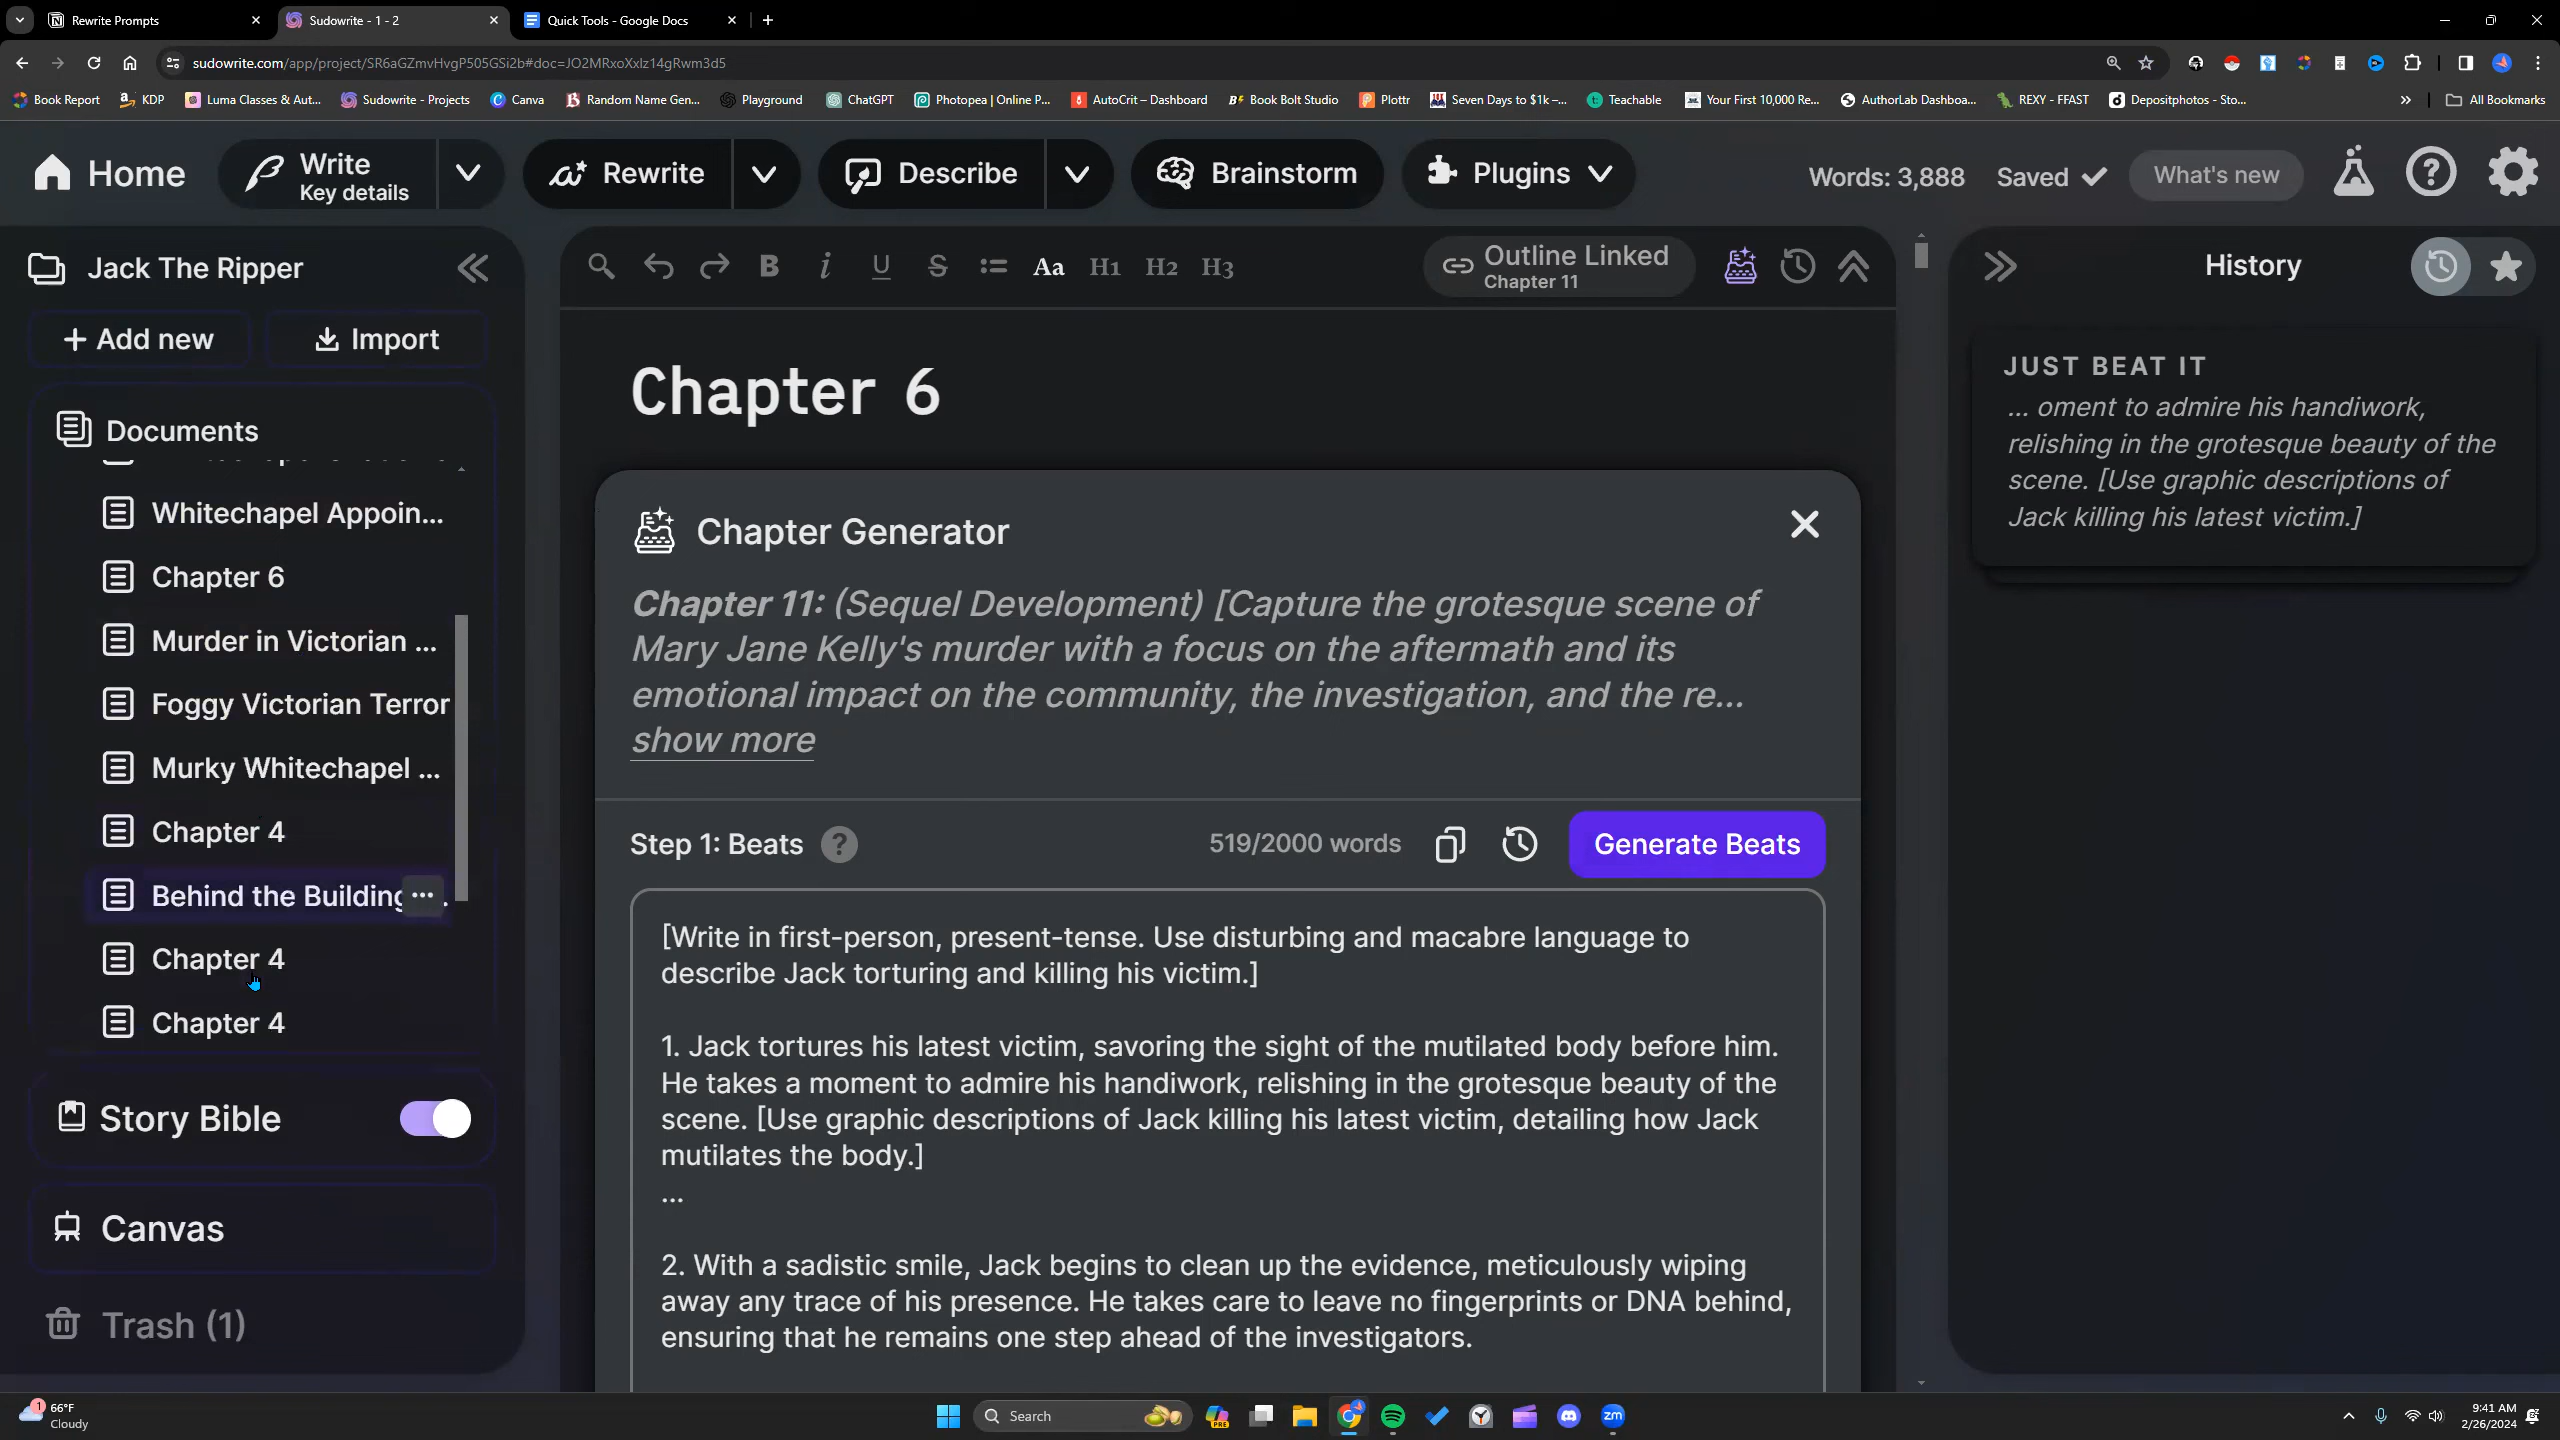 Rewrite Prompts
Sudowrite - 1 - 2
Quick Tools - Google Docs
sudowrite.com/app/project/SR6aGZmvHvgP505GSi2b#doc=JO2MRxoXxIz14gRwm3d5
Book Report
KDP
Luma Classes & Aut...
Sudowrite - Projects
Canva
Random Name Gen...
Playground
ChatGPT
Photopea | Online P...
AutoCrit – Dashboard
Book Bolt Studio
Plottr
Seven Days to $1k –...
Teachable
Your First 10,000 Re...
AuthorLab Dashboa...
REXY - FFAST
Depositphotos - Sto...
All Bookmarks
Home
Write
Key details
Rewrite
Describe
Brainstorm
Plugins
Words: 3,888
Saved
What's new
Jack The Ripper
+ Add new
Import
Documents
Whitechapel Appoin...
Chapter 6
Murder in Victorian ...
Foggy Victorian Terror
Murky Whitechapel ...
Chapter 4
Behind the Building
Chapter 4
Chapter 4
Story Bible
Canvas
Trash (1)
B i U S Aa H1 H2 H3
Outline Linked
Chapter 11
Chapter 6
Chapter Generator
Chapter 11: (Sequel Development) [Capture the grotesque scene of
Mary Jane Kelly's murder with a focus on the aftermath and its
emotional impact on the community, the investigation, and the re...
show more
Step 1: Beats ?
519/2000 words
Generate Beats
[Write in first-person, present-tense. Use disturbing and macabre language to
describe Jack torturing and killing his victim.]
1. Jack tortures his latest victim, savoring the sight of the mutilated body before him.
He takes a moment to admire his handiwork, relishing in the grotesque beauty of the
scene. [Use graphic descriptions of Jack killing his latest victim, detailing how Jack
mutilates the body.]
...
2. With a sadistic smile, Jack begins to clean up the evidence, meticulously wiping
away any trace of his presence. He takes care to leave no fingerprints or DNA behind,
ensuring that he remains one step ahead of the investigators.
History
JUST BEAT IT
... oment to admire his handiwork,
relishing in the grotesque beauty of the
scene. [Use graphic descriptions of
Jack killing his latest victim.]
1
66°F
Cloudy
Search
PRE
zm
9:41 AM
2/26/2024